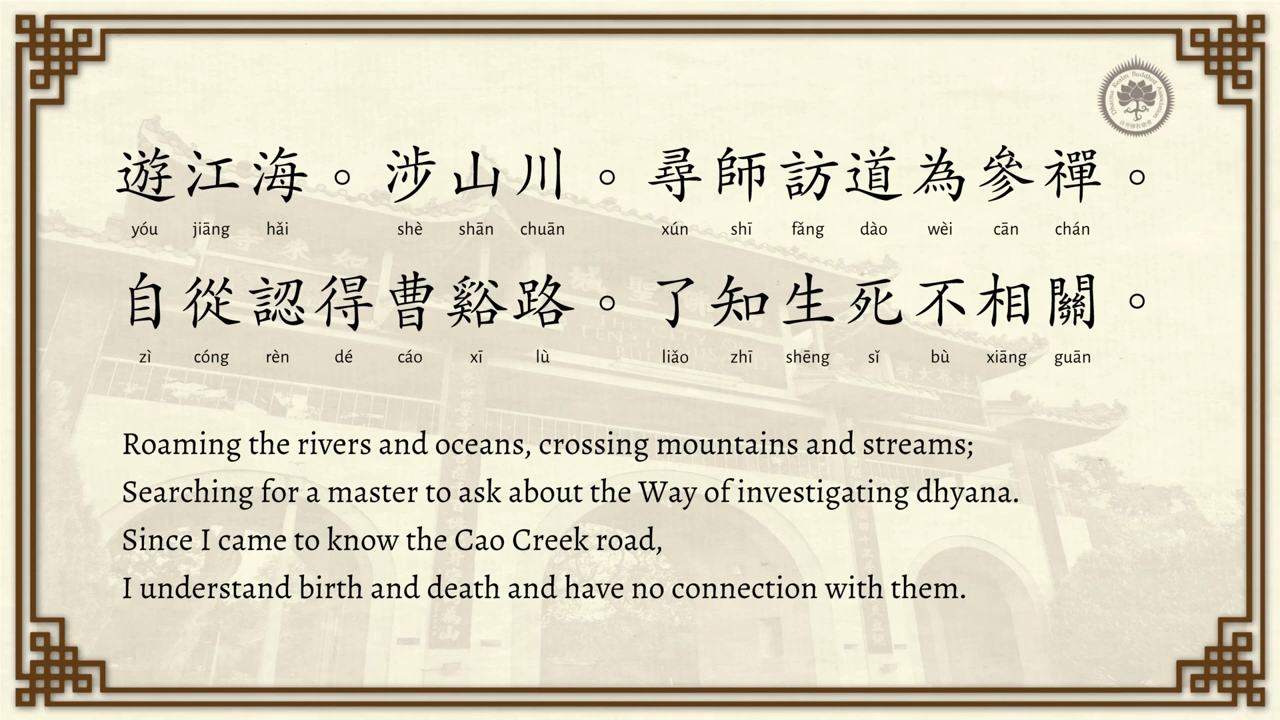 遊江海。涉山川。尋師訪道為參禪。
yóu jiāng hǎi shè shān chuān xún shī fǎng dào wèi cān chán
自從認得曹谿路。了知生死不相關。
zì cóng rèn dé cáo xī lù liǎo zhī shēng sǐ bù xiāng guān
Roaming the rivers and oceans, crossing mountains and streams;
Searching for a master to ask about the Way of investigating dhyana.
Since I came to know the Cao Creek road,
I understand birth and death and have no connection with them.
Dharma Realm Buddhist Association